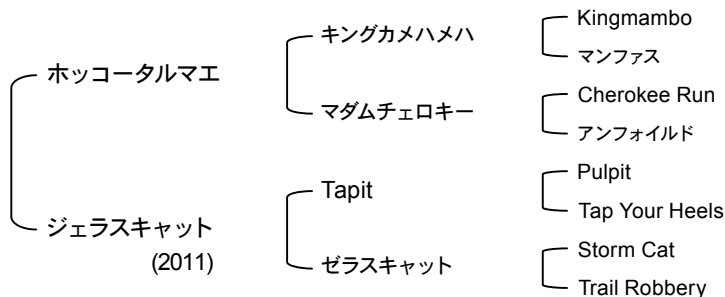 ホッコータルマエ
キングカメハメハ
Kingmambo
マンファス
マダムチェロキー
Cherokee Run
アンフォイルド
ジェラスキャット
(2011)
Tapit
Pulpit
Tap Your Heels
ゼラスキャット
Storm Cat
Trail Robbery